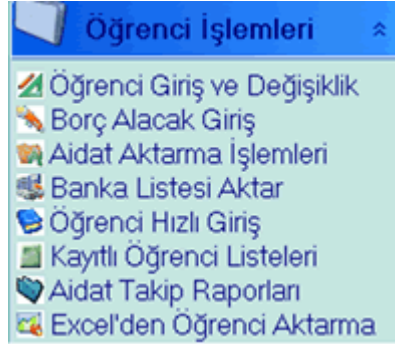 Öğrenci İşlemleri
Öğrenci Giriş ve Değişiklik
Borç Alacak Giriş
Aidat Aktarma İşlemleri
Banka Listesi Aktar
Öğrenci Hızlı Giriş
Kayıtlı Öğrenci Listeleri
Aidat Takip Raporları
Excel'den Öğrenci Aktarma